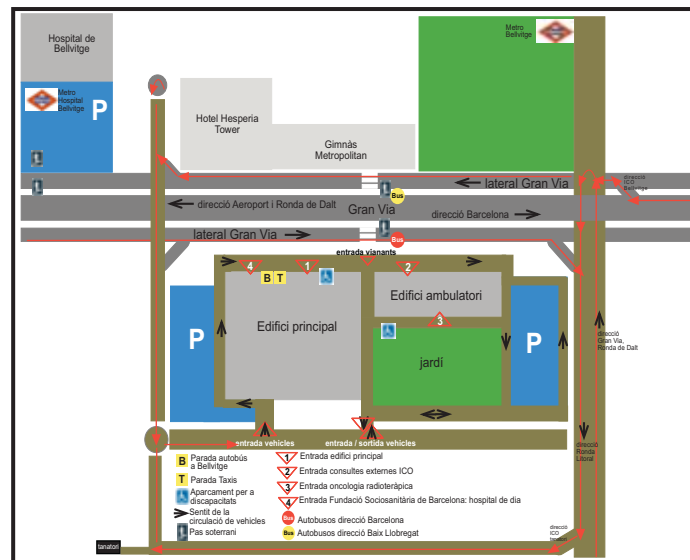 Hospital de
Bellvitge
Metro
Bellvitge
Metro
Hospital
Bellvitge
P
Hotel Hesperia
Tower
Gimnàs
Metropolitan
lateral Gran Via
direcció
ICO
Bellvitge
direcció Aeroport i Ronda de Dalt
Bus
Gran Via
direcció Barcelona
lateral Gran Via
Bus
entrada vianants
4
B T
1
2
Edifici ambulatori
Edifici principal
3
P
P
jardí
direcció
Gran Via,
Ronda de Dalt
direcció
Ronda
Litoral
entrada vehicles
entrada / sortida vehicles
B Parada autobús
a Bellvitge
T Parada Taxis
Aparcament per a
discapacitats
Sentit de la
circulació de vehicles
Pas soterrani
1 Entrada edifici principal
2 Entrada consultes externes ICO
3 Entrada oncologia radioteràpica
4 Entrada Fundació Sociosanitària de Barcelona: hospital de dia
Bus Autobusos direcció Barcelona
Bus Autobusos direcció Baix Llobregat
direcció
ICO
tanatori